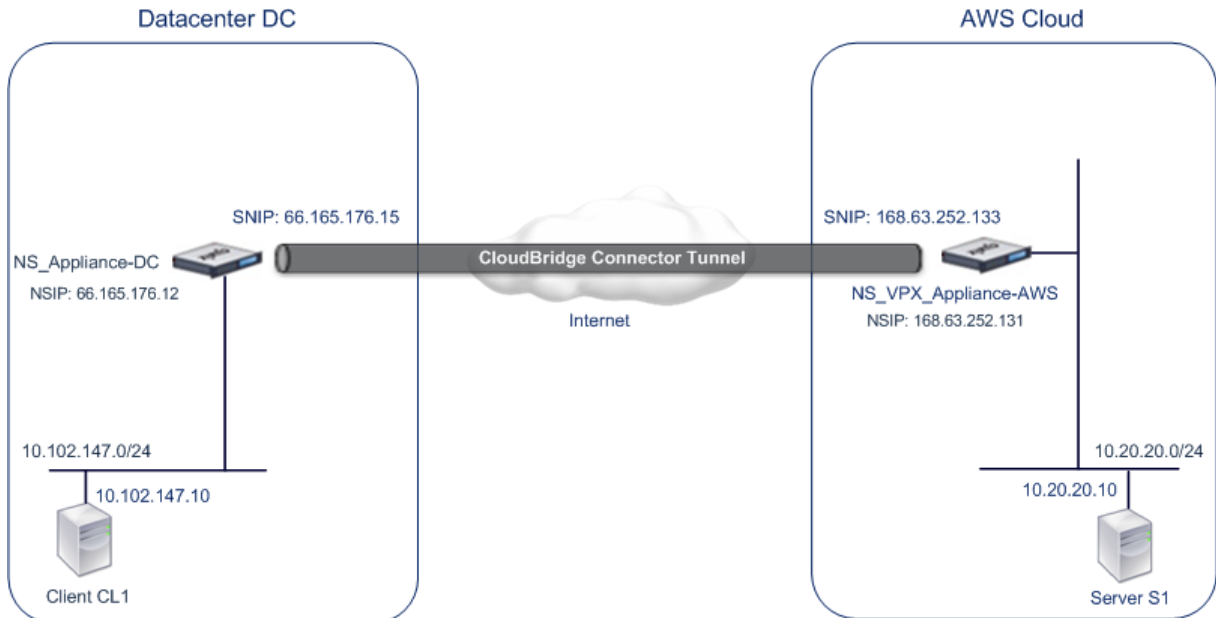 Datacenter DC
AWS Cloud
SNIP: 66.165.176.15
SNIP: 168.63.252.133
NS_Appliance-DC
CloudBridge Connector Tunnel
NSIP: 66.165.176.12
NS_VPX_Appliance-AWS
Internet
NSIP: 168.63.252.131
10.102.147.0/24
10.20.20.0/24
10.102.147.10
10.20.20.10
Client CL1
Server S1